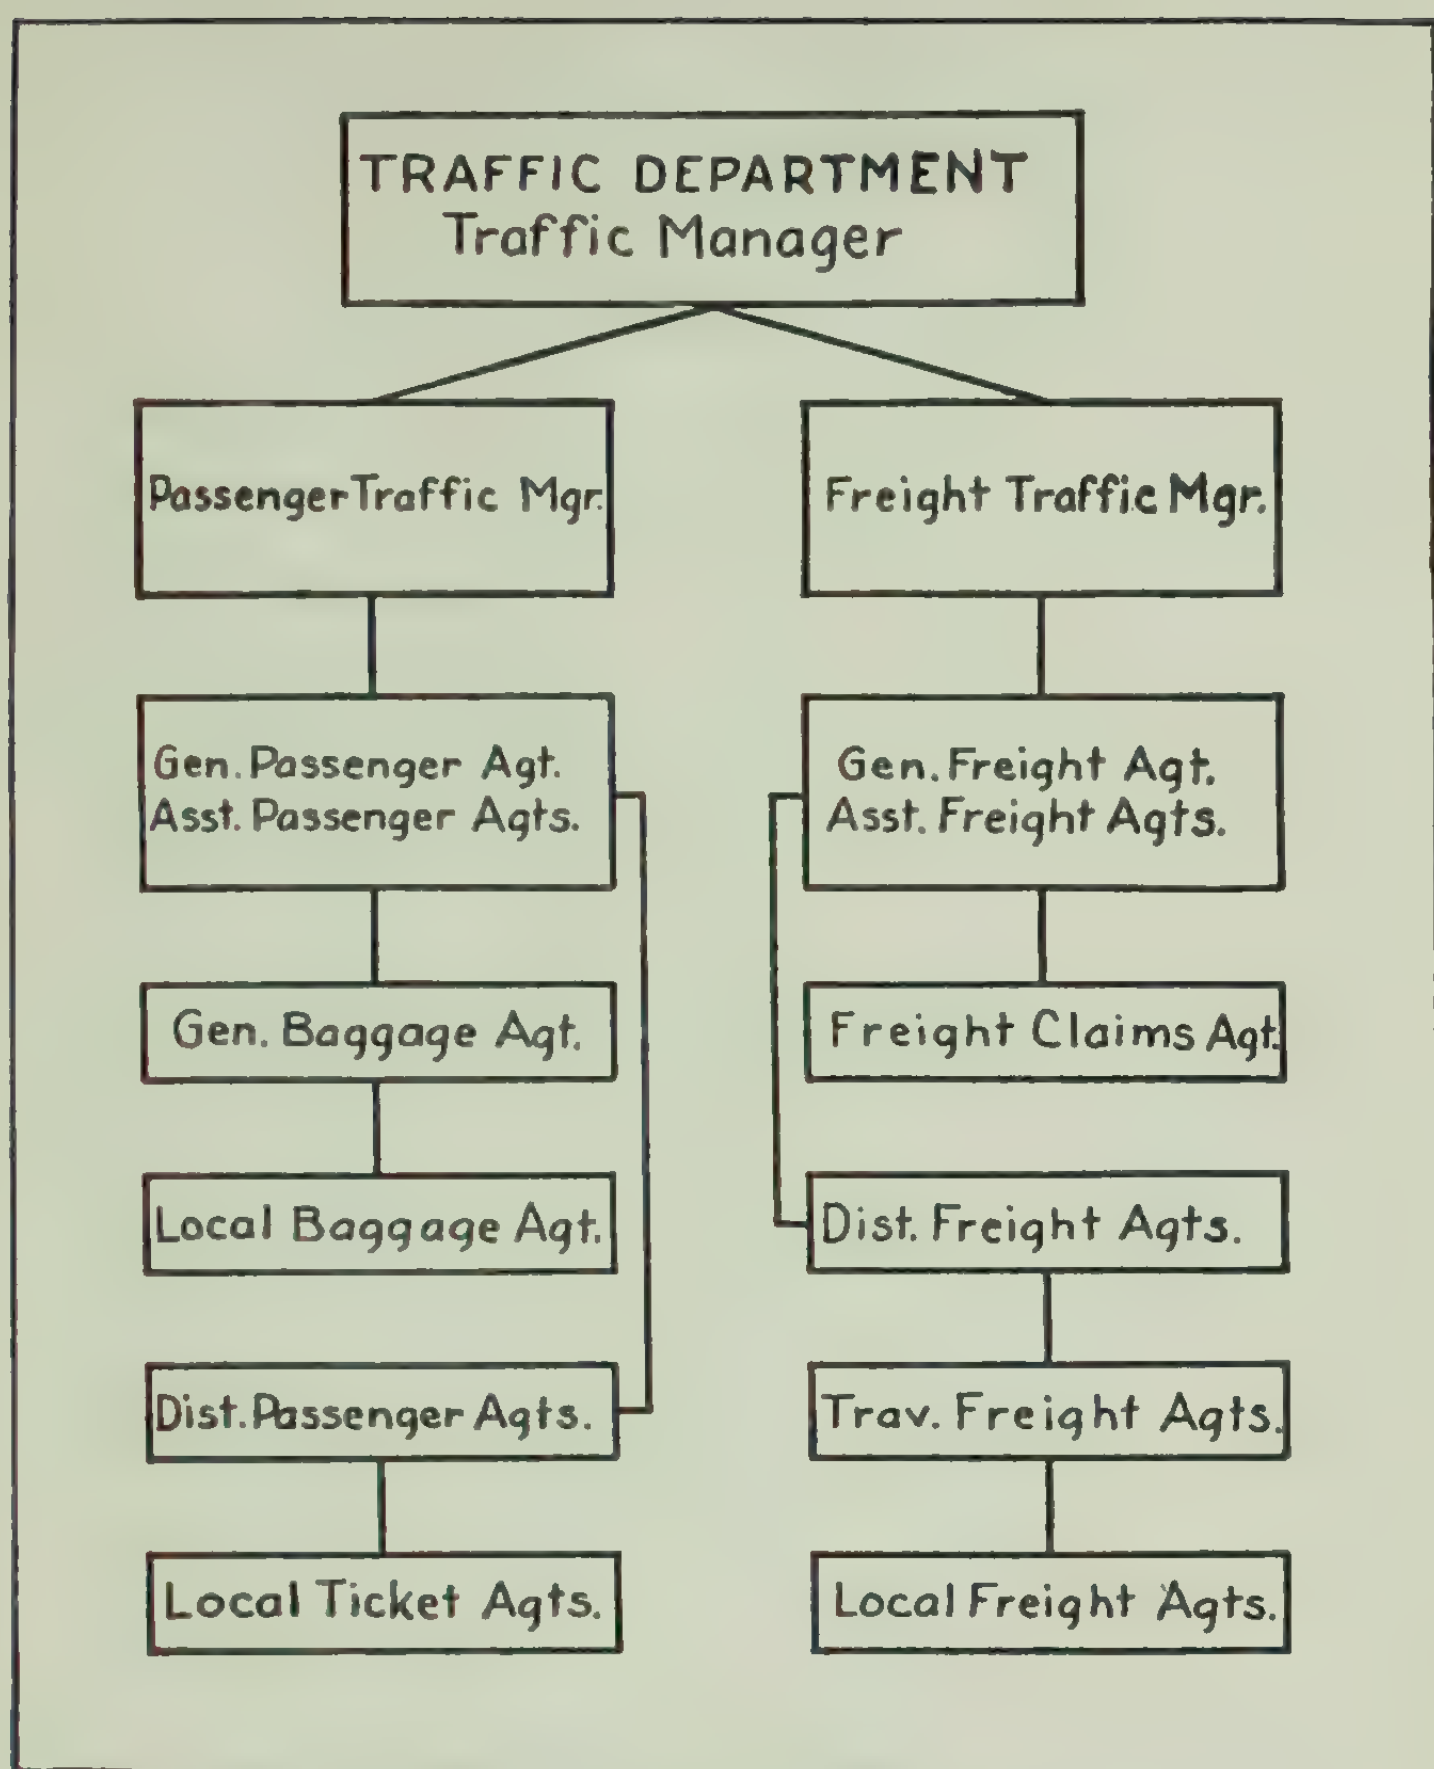 TRAFFIC DEPARTMENT
Traffic Manager
Passenger Traffic Mgr.
Freight Traffic Mgr.
Gen. Passenger Agt.
Asst. Passenger Agts.
Gen. Freight Agt.
Asst. Freight Agts.
Gen. Baggage Agt.
Freight Claims Agt.
Local Baggage Agt.
Dist. Freight Agts.
Dist. Passenger Agts.
Trav. Freight Agts.
Local Ticket Agts.
Local Freight Agts.